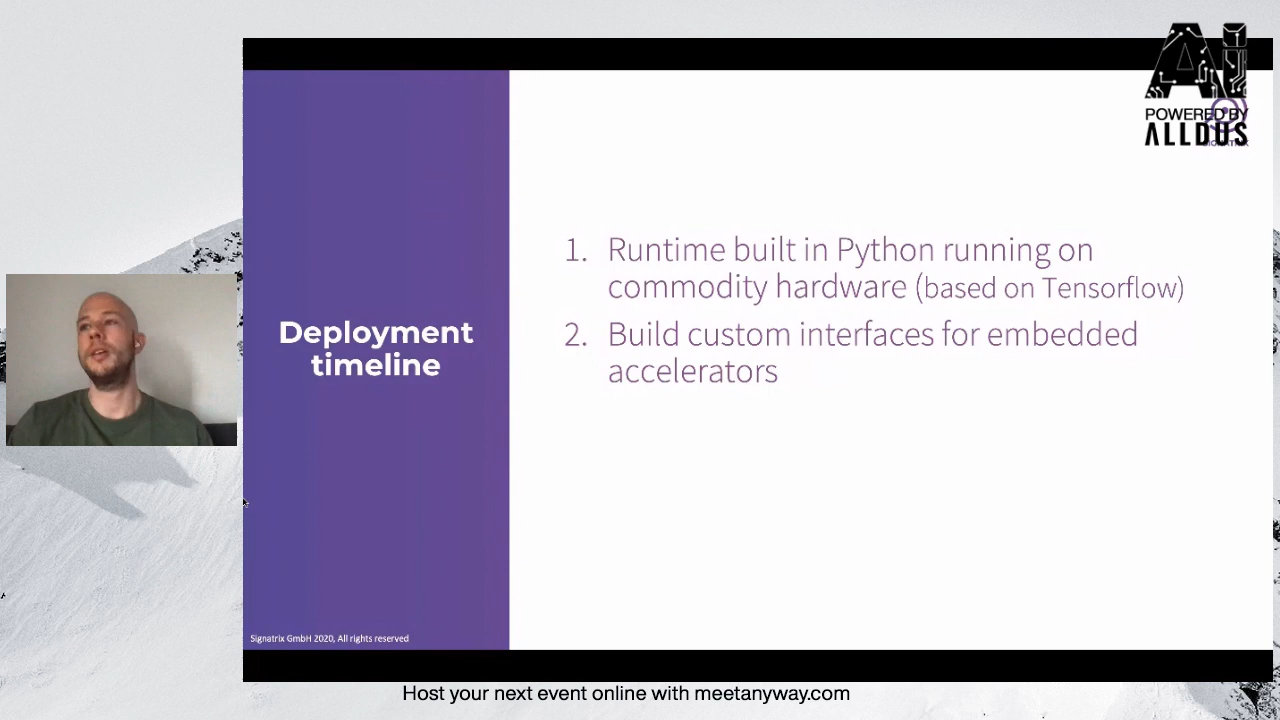 Ai
POWERED BY
ALLDUS
1. Runtime built in Python running on
commodity hardware (based on Tensorflow)
2. Build custom interfaces for embedded
accelerators
Deployment
timeline
Signatrix GmbH 2020, All rights reserved
Host your next event online with meetanyway.com